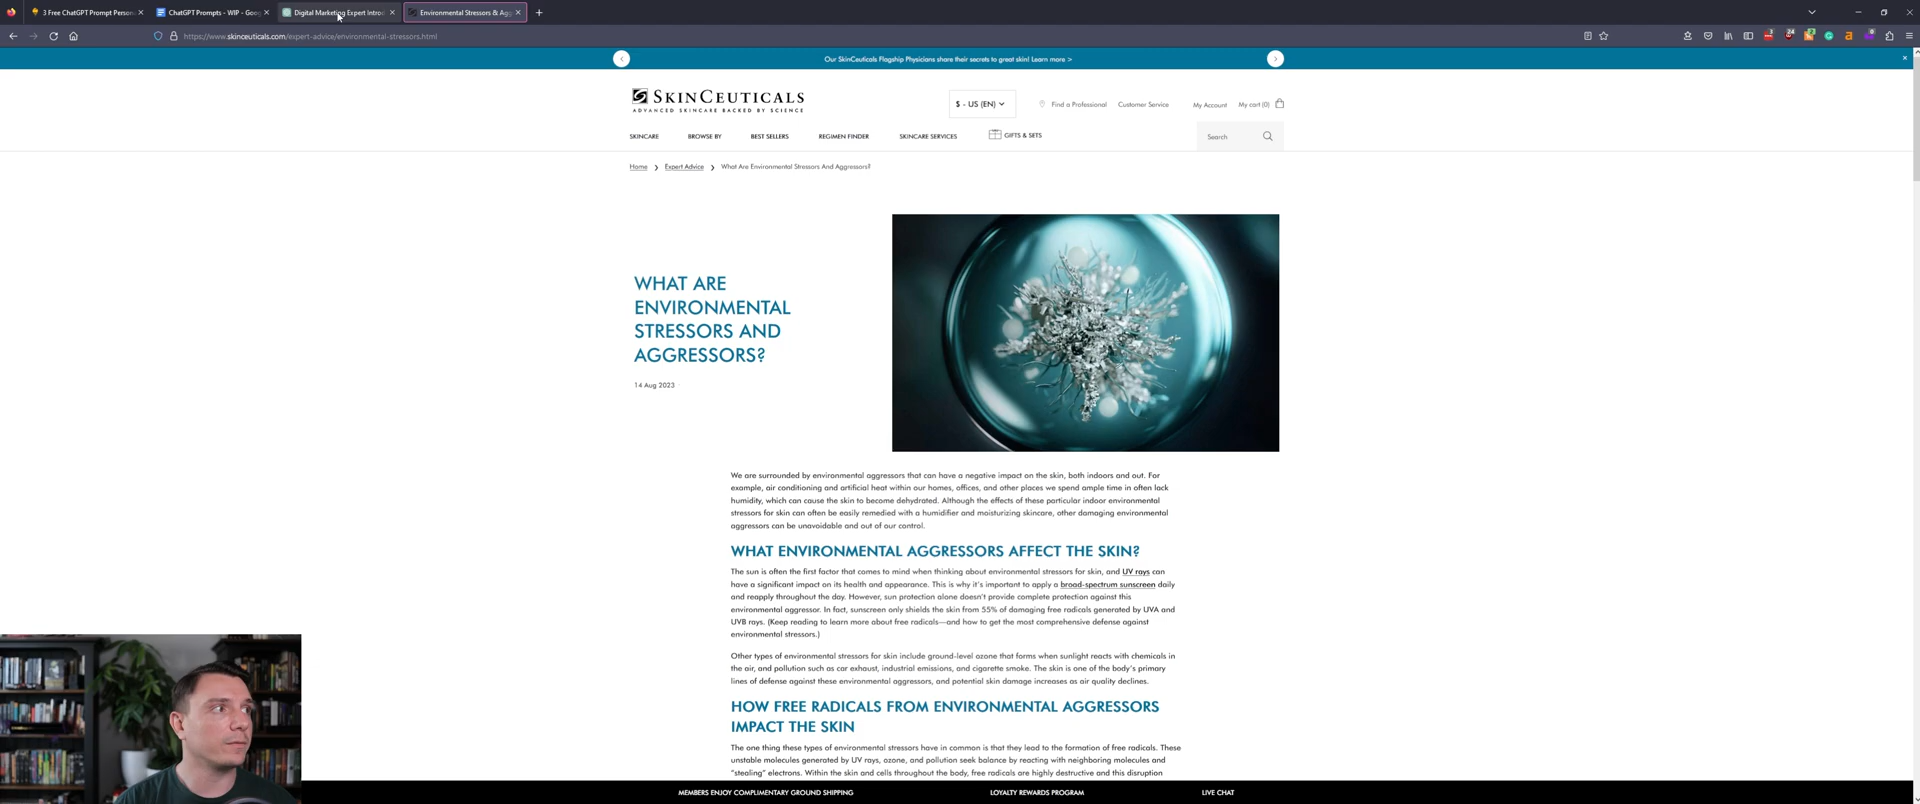 3 Free ChatGPT Prompt Person
ChatGPT Prompts - WIP - Goog
Digital Marketing Expert Introd
Environmental Stressors & Agg
https://www.skinceuticals.com/expert-advice/environmental-stressors.html
Our SkinCeuticals Flagship Physicians share their secrets to great skin! Learn more >
SKINCEUTICALS
ADVANCED SKINCARE BACKED BY SCIENCE
$ - US (EN)
Find a Professional
Customer Service
My Account
My cart (0)
SKINCARE
BROWSE BY
BEST SELLERS
REGIMEN FINDER
SKINCARE SERVICES
GIFTS & SETS
Search
Home
Expert Advice
What Are Environmental Stressors And Aggressors?
WHAT ARE
ENVIRONMENTAL
STRESSORS AND
AGGRESSORS?
14 Aug 2023
We are surrounded by environmental aggressors that can have a negative impact on the skin, both indoors and out. For
example, air conditioning and artificial heat within our homes, offices, and other places we spend ample time in often lack
humidity, which can cause the skin to become dehydrated. Although the effects of these particular indoor environmental
stressors for skin can often be easily remedied with a humidifier and moisturizing skincare, other damaging environmental
aggressors can be unavoidable and out of our control.
WHAT ENVIRONMENTAL AGGRESSORS AFFECT THE SKIN?
The sun is often the first factor that comes to mind when thinking about environmental stressors for skin, and UV rays can
have a significant impact on its health and appearance. This is why it's important to apply a broad-spectrum sunscreen daily
and reapply throughout the day. However, sun protection alone doesn't provide complete protection against this
environmental aggressor. In fact, sunscreen only shields the skin from 55% of damaging free radicals generated by UVA and
UVB rays. (Keep reading to learn more about free radicals—and how to get the most comprehensive defense against
environmental stressors.)
Other types of environmental stressors for skin include ground-level ozone that forms when sunlight reacts with chemicals in
the air, and pollution such as car exhaust, industrial emissions, and cigarette smoke. The skin is one of the body's primary
lines of defense against these environmental aggressors, and potential skin damage increases as air quality declines.
HOW FREE RADICALS FROM ENVIRONMENTAL AGGRESSORS
IMPACT THE SKIN
The one thing these types of environmental stressors have in common is that they lead to the formation of free radicals. These
unstable molecules generated by UV rays, ozone, and pollution seek balance by reacting with neighboring molecules and
"stealing" electrons. Within the skin and cells throughout the body, free radicals are highly destructive and this disruption
MEMBERS ENJOY COMPLIMENTARY GROUND SHIPPING
LOYALTY REWARDS PROGRAM
LIVE CHAT